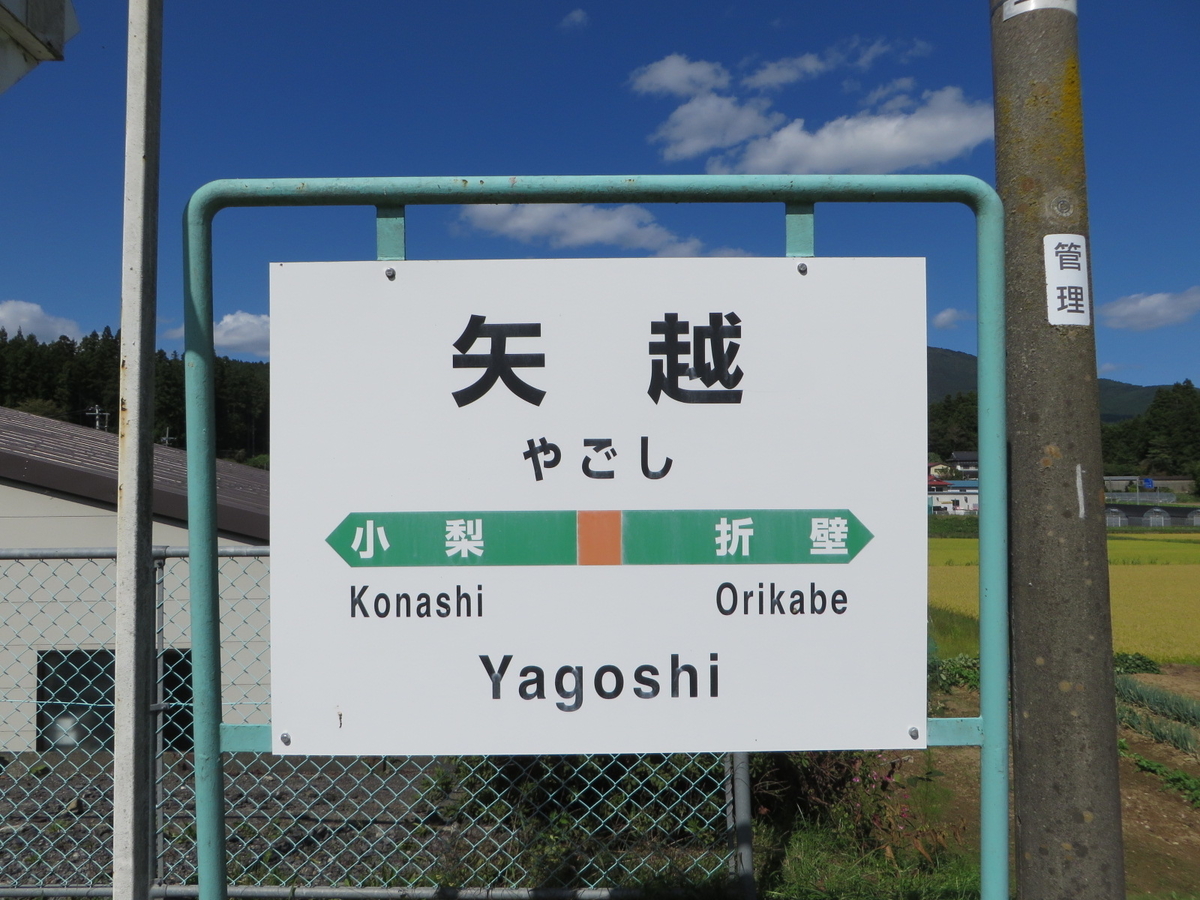 矢越
やごし
小梨 折壁
Konashi Orikabe
Yagoshi
管
理